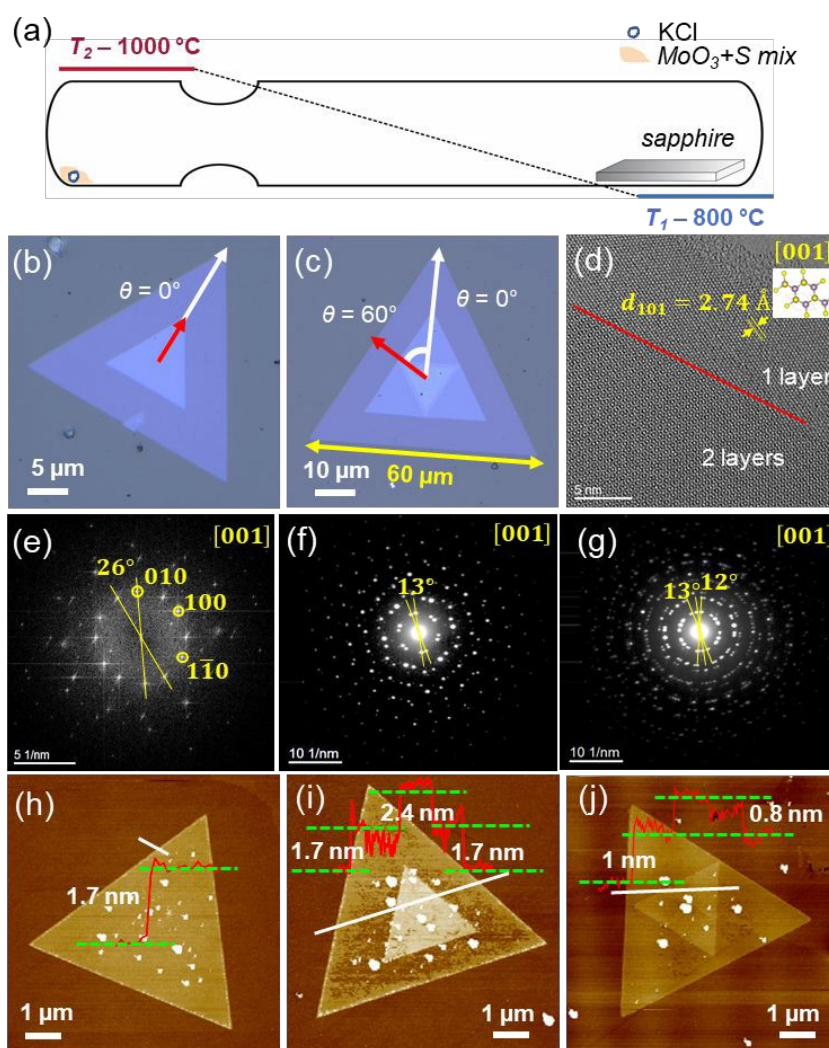 (a)
T₂ – 1000 °C
KCl
MoO₃+S mix
sapphire
T₁ – 800 °C
(b)
θ = 0°
5 µm
(c)
θ = 60°
θ = 0°
10 µm
60 µm
(d)
[001]
d₁₀₁ = 2.74 Å
1 layer
2 layers
5 nm
(e)
[001]
26°
010
100
11̄0
5 1/nm
(f)
[001]
13°
10 1/nm
(g)
[001]
13°
12°
10 1/nm
(h)
1.7 nm
1 µm
(i)
2.4 nm
1.7 nm
1.7 nm
1 µm
(j)
0.8 nm
1 nm
1 µm